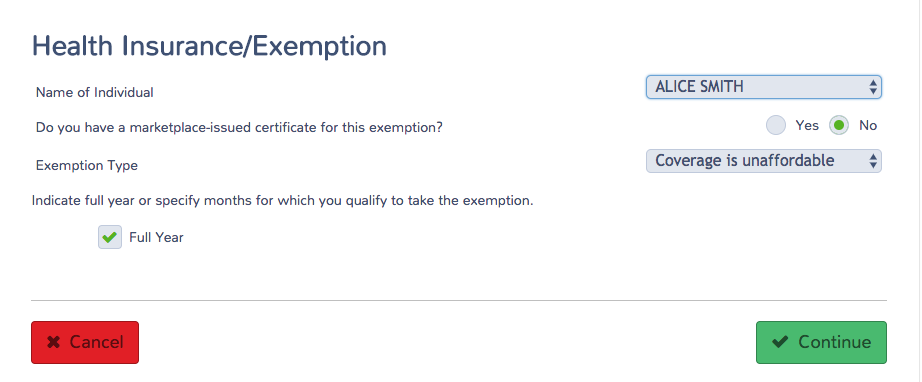 Health Insurance/Exemption
Name of Individual
ALICE SMITH
Do you have a marketplace-issued certificate for this exemption?
Yes
No
Exemption Type
Coverage is unaffordable
Indicate full year or specify months for which you qualify to take the exemption.
Full Year
Cancel
Continue